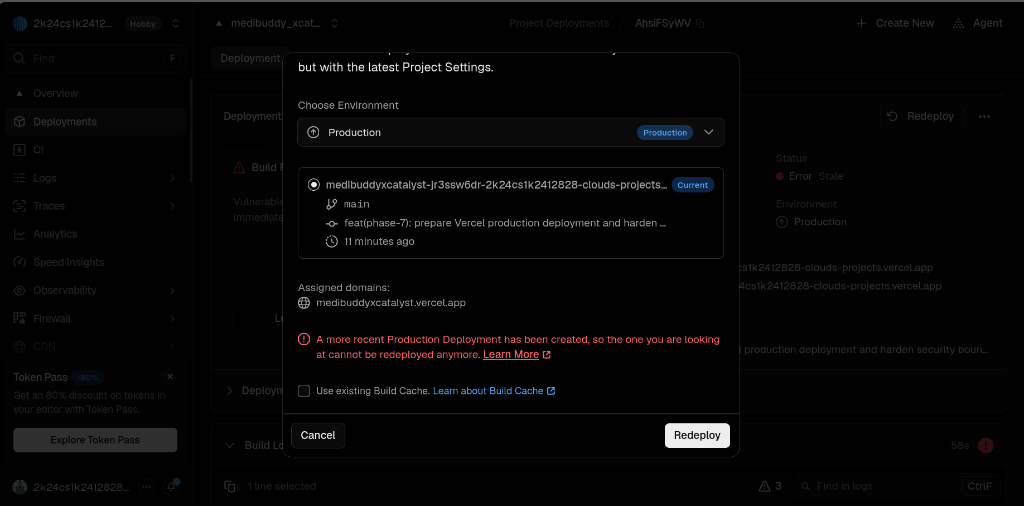 2k24cs1k2412...
Hobby
medibuddy_xcat...
Project Deployments / AhsiFSyWV
Create New
Agent
Find
F
Overview
Deployments
CI
Logs
Traces
Analytics
Speed Insights
Observability
Firewall
CDN
Token Pass
-80%
Get an 80% discount on tokens in
your editor with Token Pass.
Explore Token Pass
2k24cs1k2412828...
Deployment
Deployment
Redeploy
Build F
Vulnerable
immediate
Status
Error Stale
Environment
Production
cs1k2412828-clouds-projects.vercel.app
4cs1k2412828-clouds-projects.vercel.app
production deployment and harden security boun...
Deploym
Build Lo
58s
1 line selected
3
Find in logs
CtrlF
but with the latest Project Settings.
Choose Environment
Production
Production
medibuddyxcatalyst-jr3ssw6dr-2k24cs1k2412828-clouds-projects...
Current
main
feat(phase-7): prepare Vercel production deployment and harden ...
11 minutes ago
Assigned domains:
medibuddyxcatalyst.vercel.app
A more recent Production Deployment has been created, so the one you are looking
at cannot be redeployed anymore. Learn More
Use existing Build Cache. Learn about Build Cache
Cancel
Redeploy